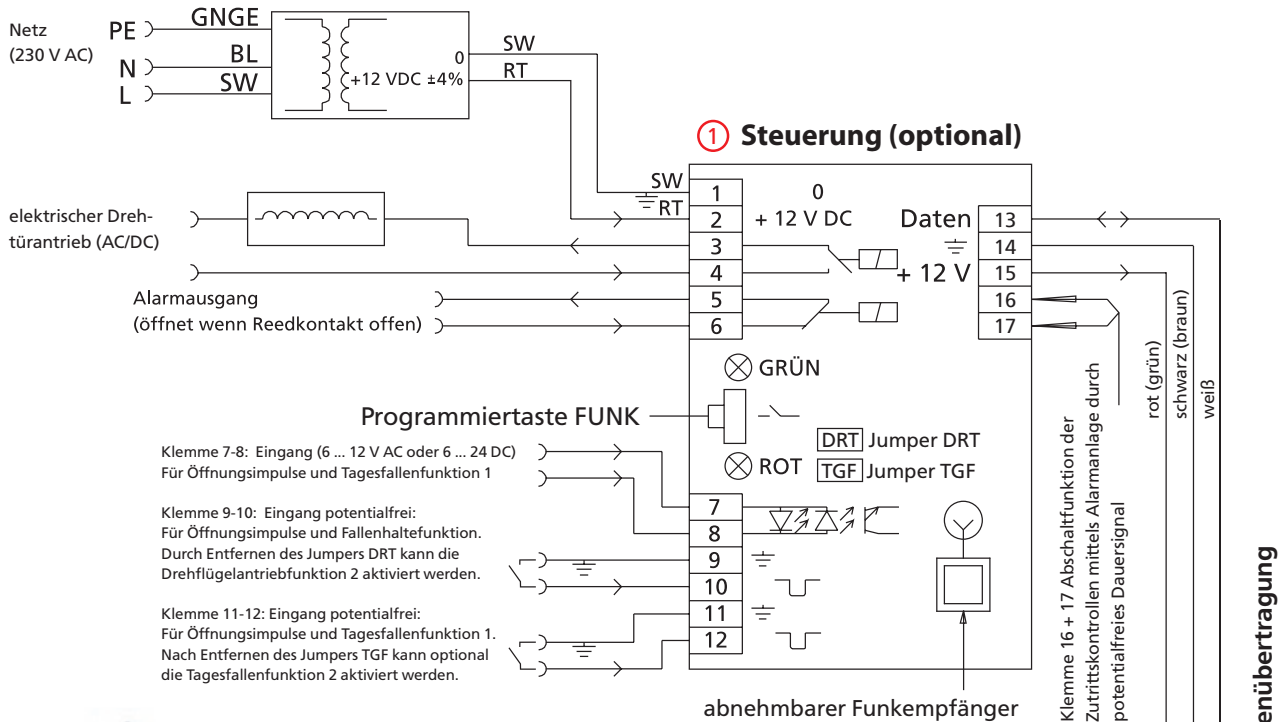 Netz
(230 V AC)
PE
GNGE
N
BL
L
SW
0
+12 VDC ±4%
SW
RT
1 Steuerung (optional)
SW
RT
1
2
3
4
5
6
0
+ 12 V DC
Daten
+ 12 V
13
14
15
16
17
elektrischer Dreh-
türantrieb (AC/DC)
Alarmausgang
(öffnet wenn Reedkontakt offen)
GRÜN
Programmiertaste FUNK
ROT
DRT Jumper DRT
TGF Jumper TGF
Klemme 7-8: Eingang (6 ... 12 V AC oder 6 ... 24 DC)
Für Öffnungsimpulse und Tagesfallenfunktion 1
Klemme 9-10: Eingang potentialfrei:
Für Öffnungsimpulse und Fallenhaltefunktion.
Durch Entfernen des Jumpers DRT kann die
Drehflügelantriebfunktion 2 aktiviert werden.
Klemme 11-12: Eingang potentialfrei:
Für Öffnungsimpulse und Tagesfallenfunktion 1.
Nach Entfernen des Jumpers TGF kann optional
die Tagesfallenfunktion 2 aktiviert werden.
7
8
9
10
11
12
abnehmbarer Funkempfänger
Klemme 16 + 17 Abschaltfunktion der
Zutrittskontrollen mittels Alarmanlage durch
potentialfreies Dauersignal
rot (grün)
schwarz (braun)
weiß
enübertragung